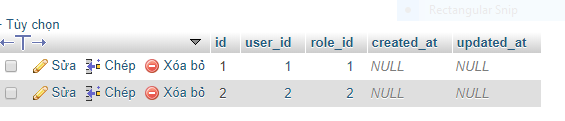 Rectangular Snip
- Tùy chọn
←T→ id user_id role_id created_at updated_at
Sửa Chép Xóa bỏ 1 1 1 NULL NULL
Sửa Chép Xóa bỏ 2 2 2 NULL NULL